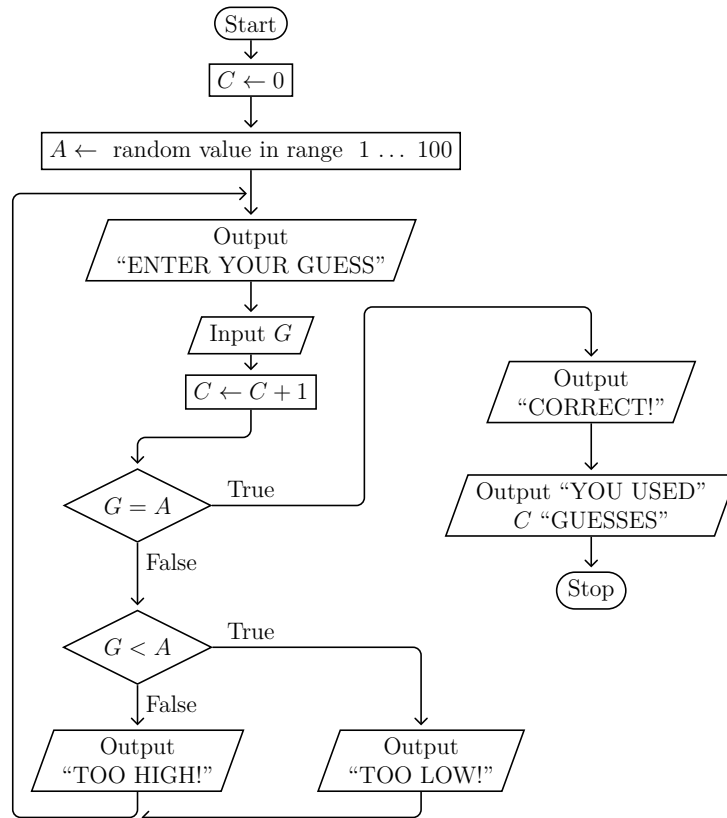 Start
C ← 0
A ← random value in range 1 … 100
Output
“ENTER YOUR GUESS”
Input G
C ← C + 1
G = A
True
False
G < A
True
False
Output
“TOO HIGH!”
Output
“TOO LOW!”
Output
“CORRECT!”
Output “YOU USED”
C “GUESSES”
Stop